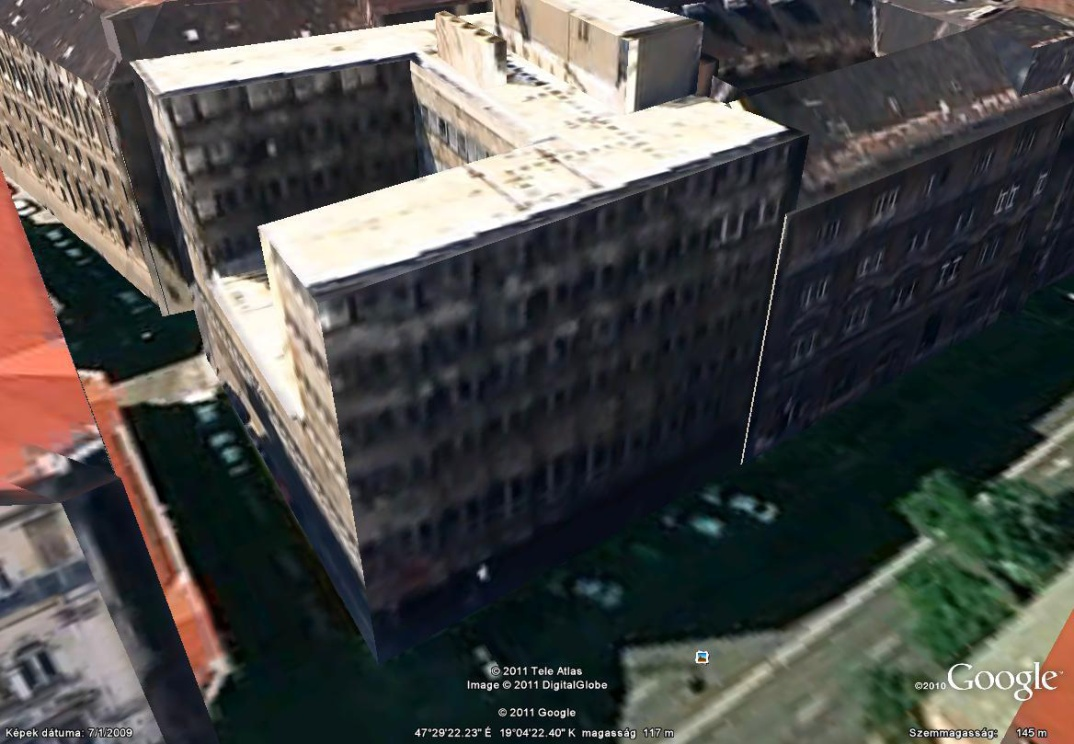 © 2011 Tele Atlas
Image © 2011 DigitalGlobe
© 2011 Google
©2010 Google
Képek dátuma: 7/1/2009
47°29'22.23" É 19°04'22.40" K magasság 117 m
Szemmagasság: 145 m